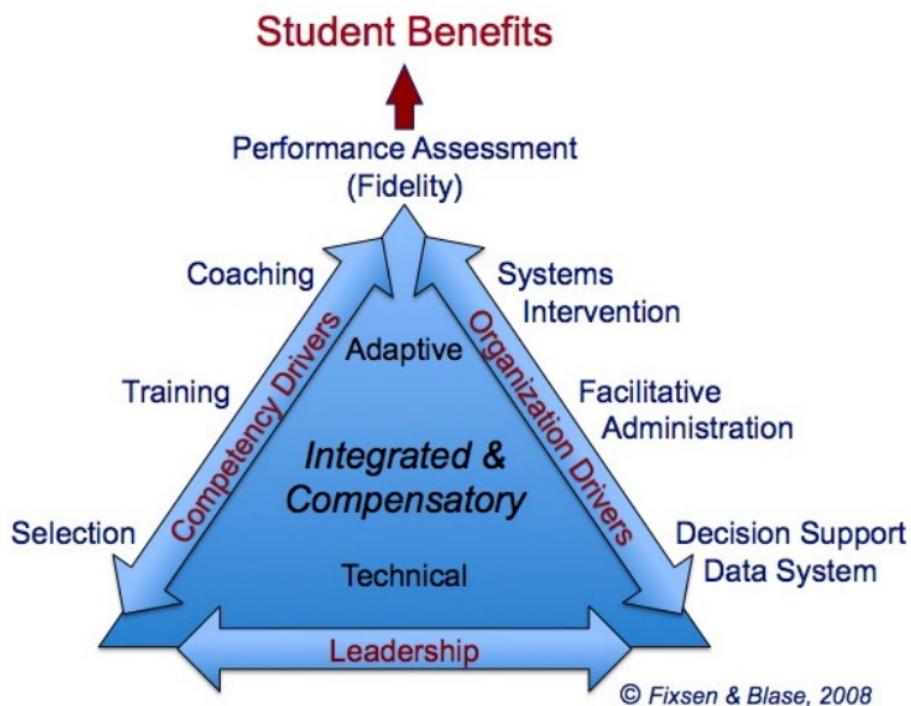 Student Benefits
Performance Assessment
(Fidelity)
Coaching
Systems
Intervention
Adaptive
Training
Competency Drivers
Organization Drivers
Facilitative
Administration
Integrated &
Compensatory
Selection
Decision Support
Data System
Technical
Leadership
© Fixsen & Blase, 2008